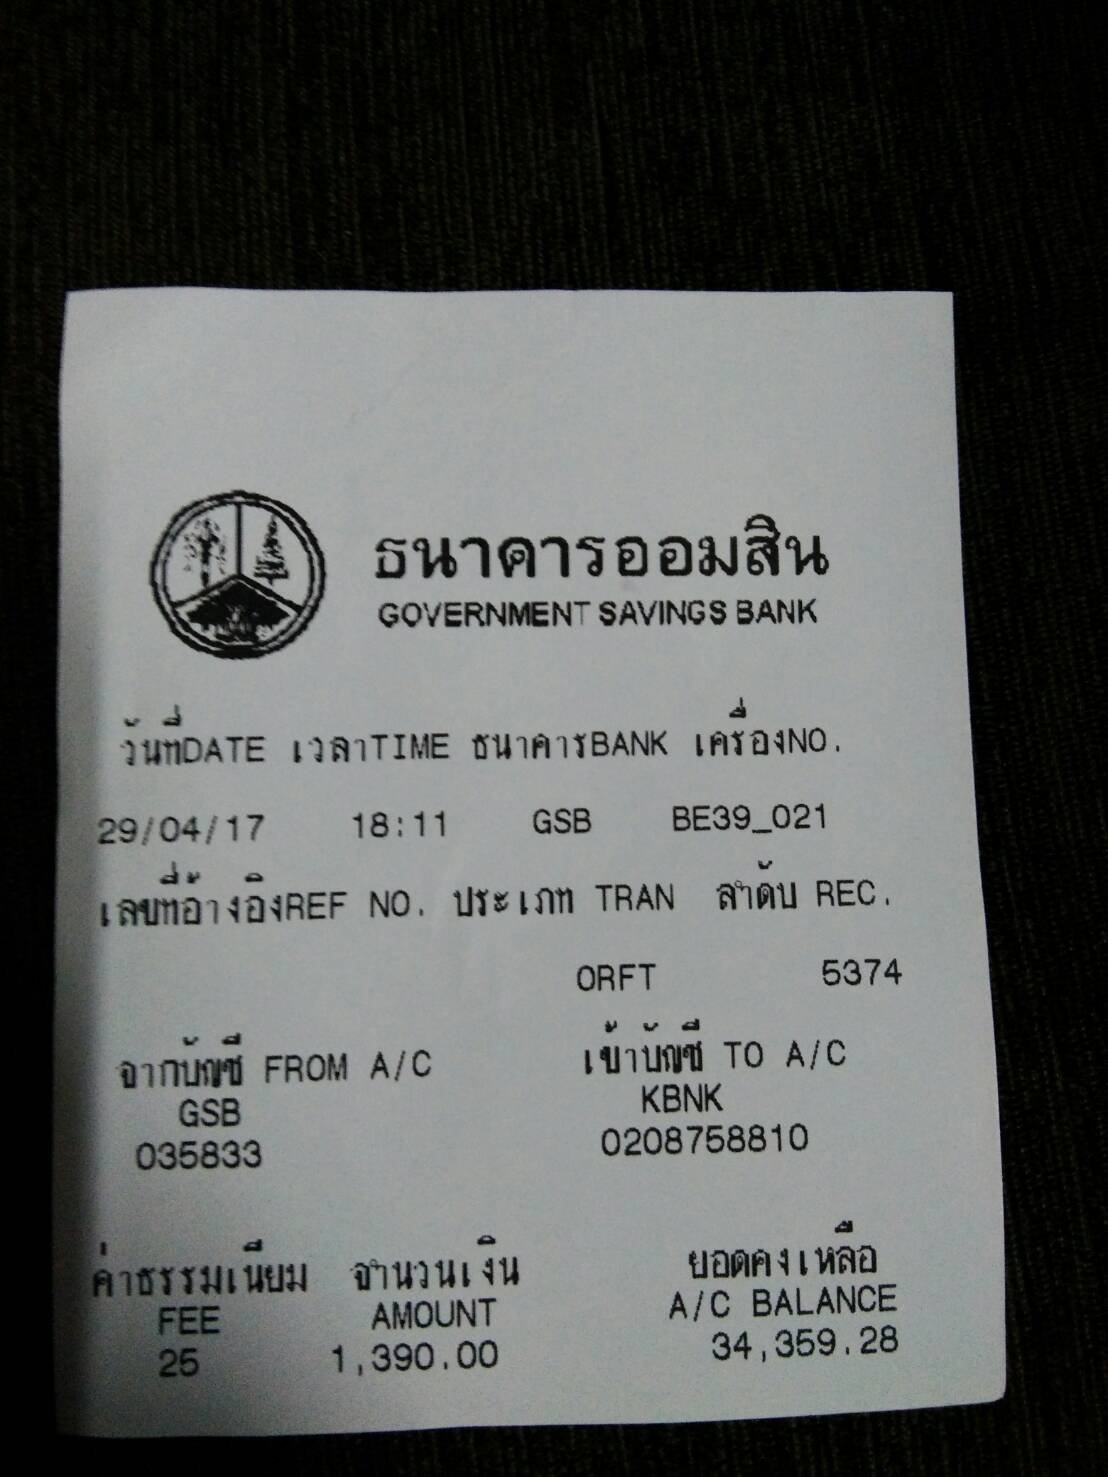 ธนาคารออมสิน
GOVERNMENT SAVINGS BANK
วันที่DATE เวลาTIME ธนาคารBANK เครื่องNO.
29/04/17 18:11 GSB BE39_021
เลขที่อ้างอิงREF NO. ประเภท TRAN ลำดับ REC.
ORFT 5374
จากบัญชี FROM A/C เข้าบัญชี TO A/C
GSB KBNK
035833 0208758810
ค่าธรรมเนียม จำนวนเงิน ยอดคงเหลือ
FEE AMOUNT A/C BALANCE
25 1,390.00 34,359.28